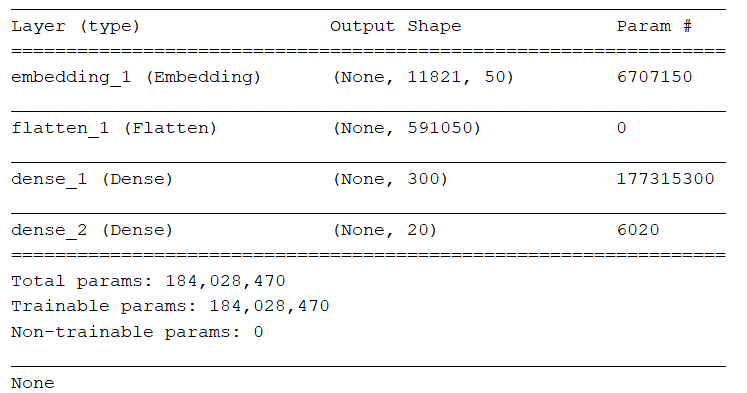 Layer (type) Output Shape Param #
embedding_1 (Embedding) (None, 11821, 50) 6707150
flatten_1 (Flatten) (None, 591050) 0
dense_1 (Dense) (None, 300) 177315300
dense_2 (Dense) (None, 20) 6020
Total params: 184,028,470
Trainable params: 184,028,470
Non-trainable params: 0
None